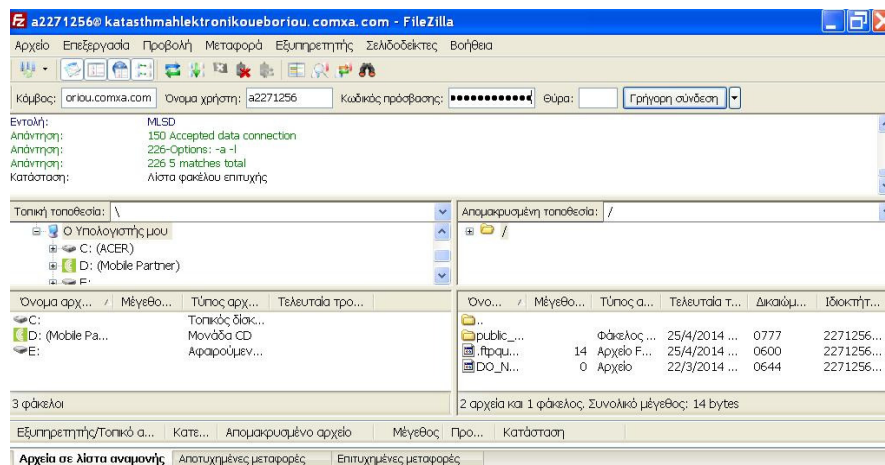 a2271256@katasthmahlektronikoueboriou.comxa.com - FileZilla
Αρχείο Επεξεργασία Προβολή Μεταφορά Εξυπηρετητής Σελιδοδείκτες Βοήθεια
Κόμβος: oriou.comxa.com Όνομα χρήστη: a2271256 Κωδικός πρόσβασης: ●●●●●●●●●●●● Θύρα: Γρήγορη σύνδεση
Εντολή: MLSD
Απάντηση: 150 Accepted data connection
Απάντηση: 226-Options: -a -l
Απάντηση: 226 5 matches total
Κατάσταση: Λίστα φακέλου επιτυχής
Τοπική τοποθεσία: \
Ο Υπολογιστής μου
C: (ACER)
D: (Mobile Partner)
E:
Απομακρυσμένη τοποθεσία: /
/
Όνομα αρχ... / Μέγεθο... Τύπος αρχ... Τελευταία τρο...
C: Τοπικός δίσκ...
D: (Mobile Pa... Μονάδα CD
E: Αφαιρούμεν...
3 φάκελοι
Όνο... / Μέγεθο... Τύπος α... Τελευταία τ... Δικαιώμ... Ιδιοκτήτ...
..
public_... Φάκελος ... 25/4/2014 ... 0777 2271256...
.ftpqu... 14 Αρχείο F... 25/4/2014 ... 0600 2271256...
DO_N... 0 Αρχείο 22/3/2014 ... 0644 2271256...
2 αρχεία και 1 φάκελος. Συνολικό μέγεθος: 14 bytes
Εξυπηρετητής/Τοπικό α... Κατε... Απομακρυσμένο αρχείο Μέγεθος Προ... Κατάσταση
Αρχεία σε λίστα αναμονής Αποτυχημένες μεταφορές Επιτυχημένες μεταφορές